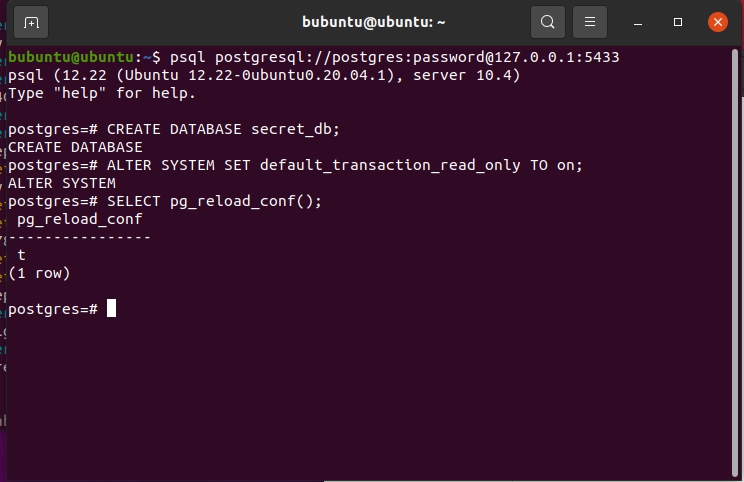 bubuntu@ubuntu: ~
bubuntu@ubuntu:~$ psql postgresql://postgres:password@127.0.0.1:5433
psql (12.22 (Ubuntu 12.22-0ubuntu0.20.04.1), server 10.4)
Type "help" for help.
postgres=# CREATE DATABASE secret_db;
CREATE DATABASE
postgres=# ALTER SYSTEM SET default_transaction_read_only TO on;
ALTER SYSTEM
postgres=# SELECT pg_reload_conf();
pg_reload_conf
----------------
t
(1 row)
postgres=#